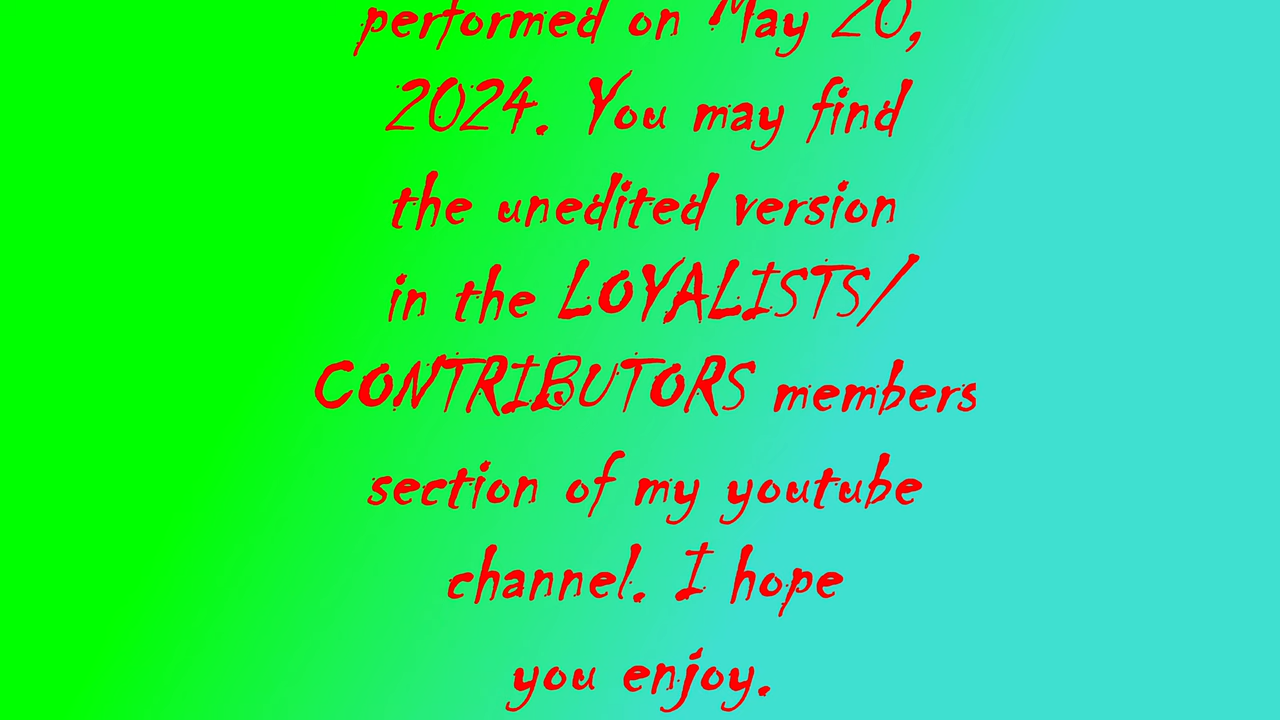 performed on May 20,
2024. You may find
the unedited version
in the LOYALISTS/
CONTRIBUTORS members
section of my youtube
channel. I hope
you enjoy.